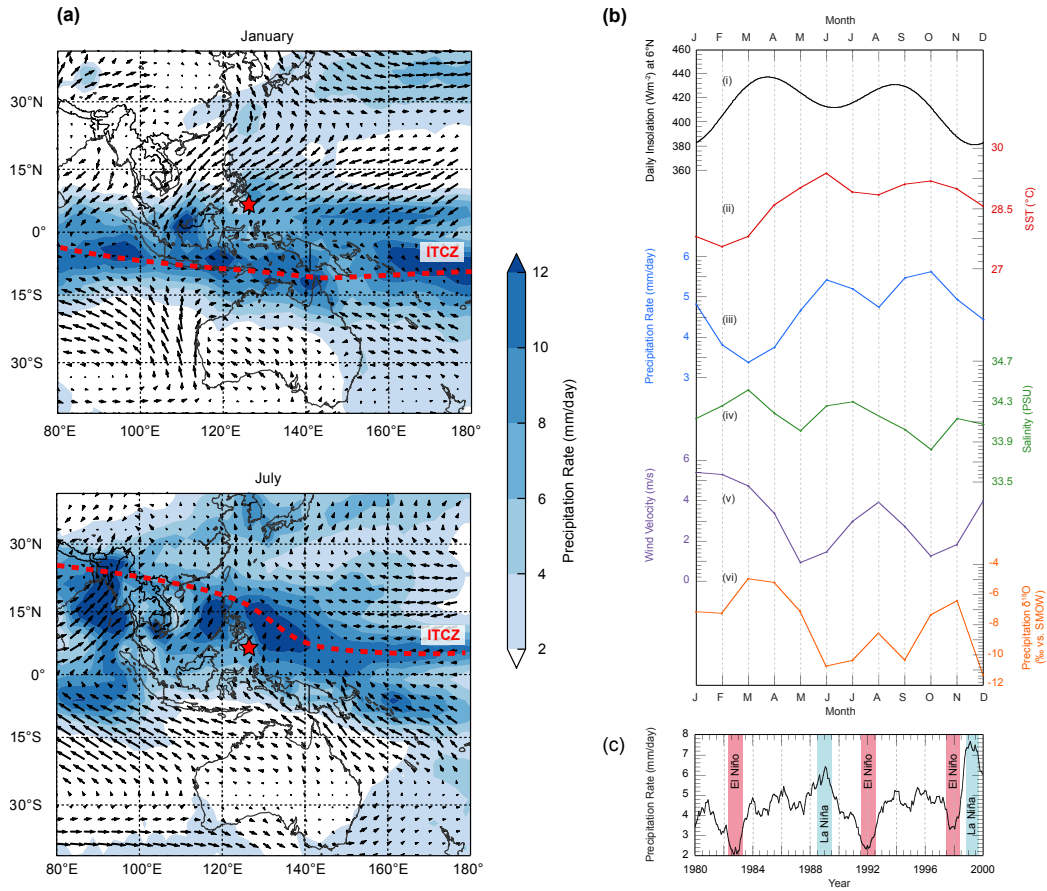 (a)
January
30°N
15°N
0°
15°S
30°S
ITCZ
80°E 100°E 120°E 140°E 160°E 180°
July
30°N
15°N
0°
15°S
30°S
ITCZ
80°E 100°E 120°E 140°E 160°E 180°
12
10
8
6
4
2
Precipitation Rate (mm/day)
(b)
Month
J F M A M J J A S O N D
460
440
420
400
380
360
Daily Insolation (Wm⁻²) at 6°N
(i)
30
28.5
27
SST (°C)
(ii)
6
5
4
3
Precipitation Rate (mm/day)
(iii)
34.7
34.3
33.9
33.5
Salinity (PSU)
(iv)
6
4
2
0
Wind Velocity (m/s)
(v)
-4
-6
-8
-10
-12
Precipitation δ¹⁸O
(‰ vs. SMOW)
(vi)
J F M A M J J A S O N D
Month
(c)
8
7
6
5
4
3
2
Precipitation Rate (mm/day)
El Niño
La Niña
El Niño
El Niño
La Niña
1980 1984 1988 1992 1996 2000
Year